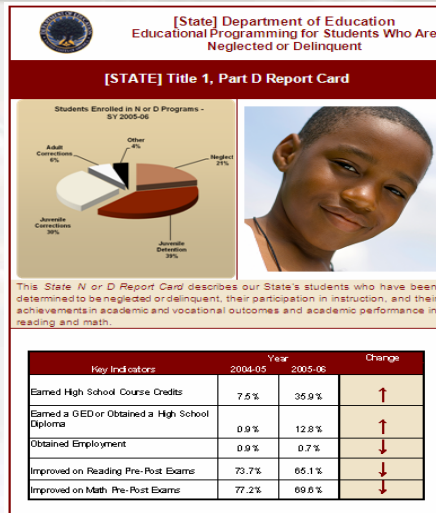 [State] Department of Education
Educational Programming for Students Who Are
Neglected or Delinquent
[STATE] Title 1, Part D Report Card
Students Enrolled in N or D Programs -
SY 2005-06
Other
4%
Adult
Corrections
6%
Neglect
21%
Juvenile
Corrections
30%
Juvenile
Detention
39%
This State N or D Report Card describes our State's students who have been
determined to be neglected or delinquent, their participation in instruction, and their
achievements in academic and vocational outcomes and academic performance in
reading and math.
Key Indicators Year Change
2004-05 2005-06
Earned High School Course Credits 7.5% 35.9% ↑
Earned a GED or Obtained a High School
Diploma 0.9% 12.8% ↑
Obtained Employment 0.9% 0.7% ↓
Improved on Reading Pre-Post Exams 73.7% 65.1% ↓
Improved on Math Pre-Post Exams 77.2% 69.6% ↓